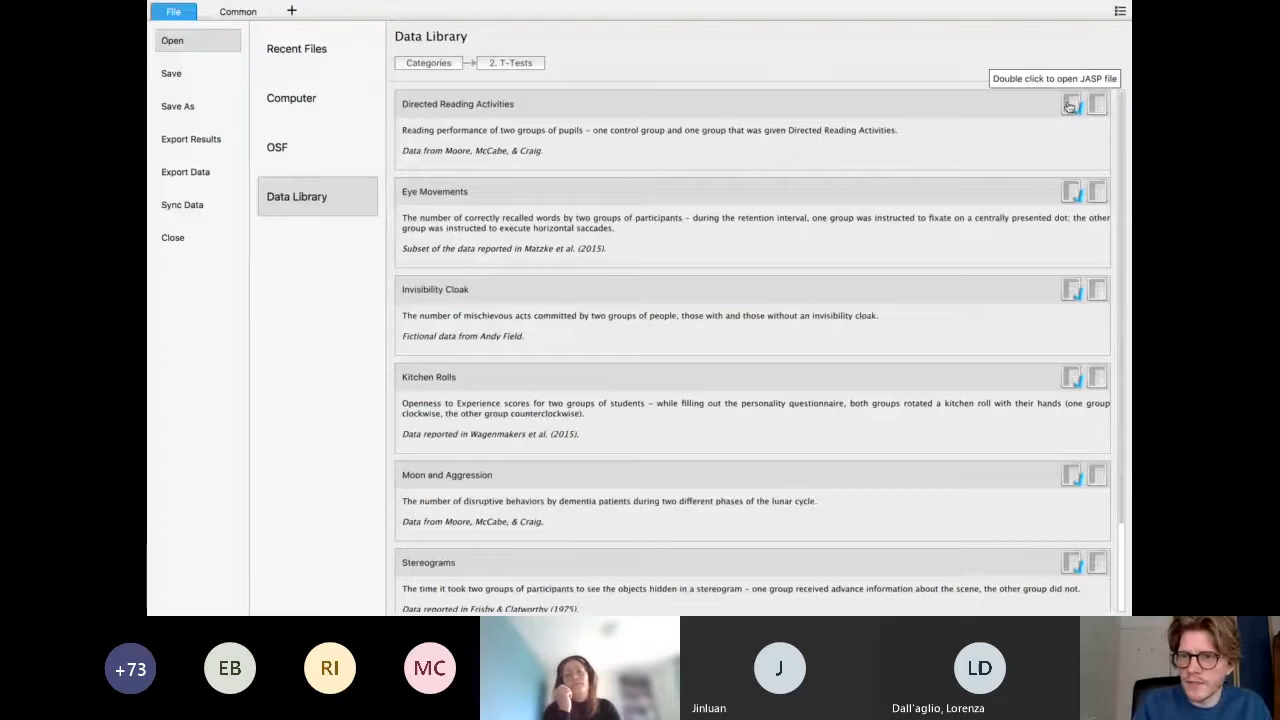 File
Common
+
Open
Save
Save As
Export Results
Export Data
Sync Data
Close
Recent Files
Computer
OSF
Data Library
Data Library
Categories
2. T-Tests
Double click to open JASP file
Directed Reading Activities
Reading performance of two groups of pupils – one control group and one group that was given Directed Reading Activities.
Data from Moore, McCabe, & Craig.
Eye Movements
The number of correctly recalled words by two groups of participants – during the retention interval, one group was instructed to fixate on a centrally presented dot; the other
group was instructed to execute horizontal saccades.
Subset of the data reported in Matzke et al. (2015).
Invisibility Cloak
The number of mischievous acts committed by two groups of people, those with and those without an invisibility cloak.
Fictional data from Andy Field.
Kitchen Rolls
Openness to Experience scores for two groups of students – while filling out the personality questionnaire, both groups rotated a kitchen roll with their hands (one group
clockwise, the other group counterclockwise).
Data reported in Wagenmakers et al. (2015).
Moon and Aggression
The number of disruptive behaviors by dementia patients during two different phases of the lunar cycle.
Data from Moore, McCabe, & Craig.
Stereograms
The time it took two groups of participants to see the objects hidden in a stereogram – one group received advance information about the scene, the other group did not.
Data reported in Frisby & Clatworthy (1975).
+73
EB
RI
MC
J
Jinluan
LD
Dall'aglio, Lorenza